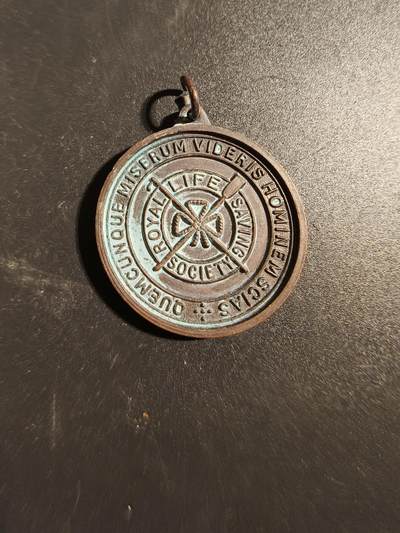 QUEMCUNQUE MISERUM VIDERIS HOMINEM SCIAS
ROYAL LIFE SAVING SOCIETY